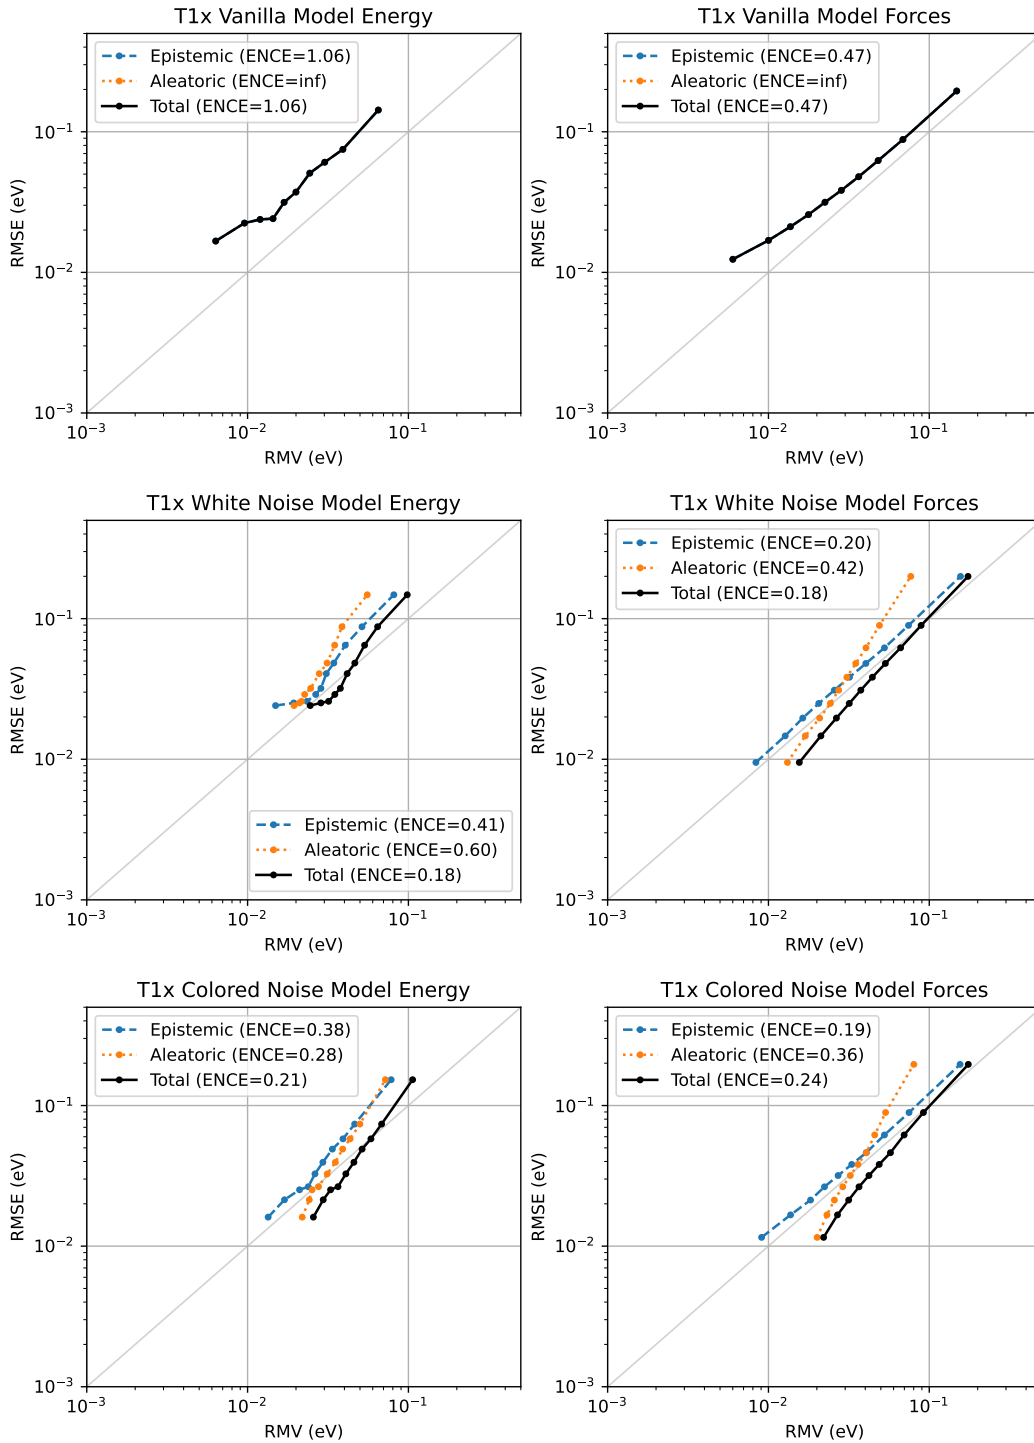 T1x Vanilla Model Energy
Epistemic (ENCE=1.06)
Aleatoric (ENCE=inf)
Total (ENCE=1.06)
RMSE (eV)
10⁻¹
10⁻²
10⁻³
10⁻³ 10⁻² 10⁻¹
RMV (eV)
T1x Vanilla Model Forces
Epistemic (ENCE=0.47)
Aleatoric (ENCE=inf)
Total (ENCE=0.47)
RMSE (eV)
10⁻¹
10⁻²
10⁻³
10⁻³ 10⁻² 10⁻¹
RMV (eV)
T1x White Noise Model Energy
RMSE (eV)
10⁻¹
10⁻²
10⁻³
Epistemic (ENCE=0.41)
Aleatoric (ENCE=0.60)
Total (ENCE=0.18)
10⁻³ 10⁻² 10⁻¹
RMV (eV)
T1x White Noise Model Forces
Epistemic (ENCE=0.20)
Aleatoric (ENCE=0.42)
Total (ENCE=0.18)
RMSE (eV)
10⁻¹
10⁻²
10⁻³
10⁻³ 10⁻² 10⁻¹
RMV (eV)
T1x Colored Noise Model Energy
Epistemic (ENCE=0.38)
Aleatoric (ENCE=0.28)
Total (ENCE=0.21)
RMSE (eV)
10⁻¹
10⁻²
10⁻³
10⁻³ 10⁻² 10⁻¹
RMV (eV)
T1x Colored Noise Model Forces
Epistemic (ENCE=0.19)
Aleatoric (ENCE=0.36)
Total (ENCE=0.24)
RMSE (eV)
10⁻¹
10⁻²
10⁻³
10⁻³ 10⁻² 10⁻¹
RMV (eV)